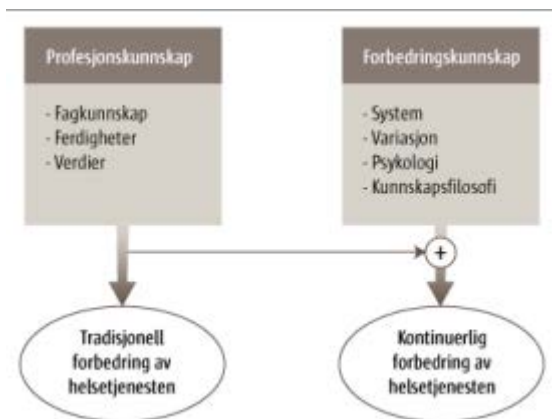 Profesjonskunnskap
- Fagkunnskap
- Ferdigheter
- Verdier
Forbedringskunnskap
- System
- Variasjon
- Psykologi
- Kunnskapsfilosofi
+
Tradisjonell
forbedring av
helsetjenesten
Kontinuerlig
forbedring av
helsetjenesten